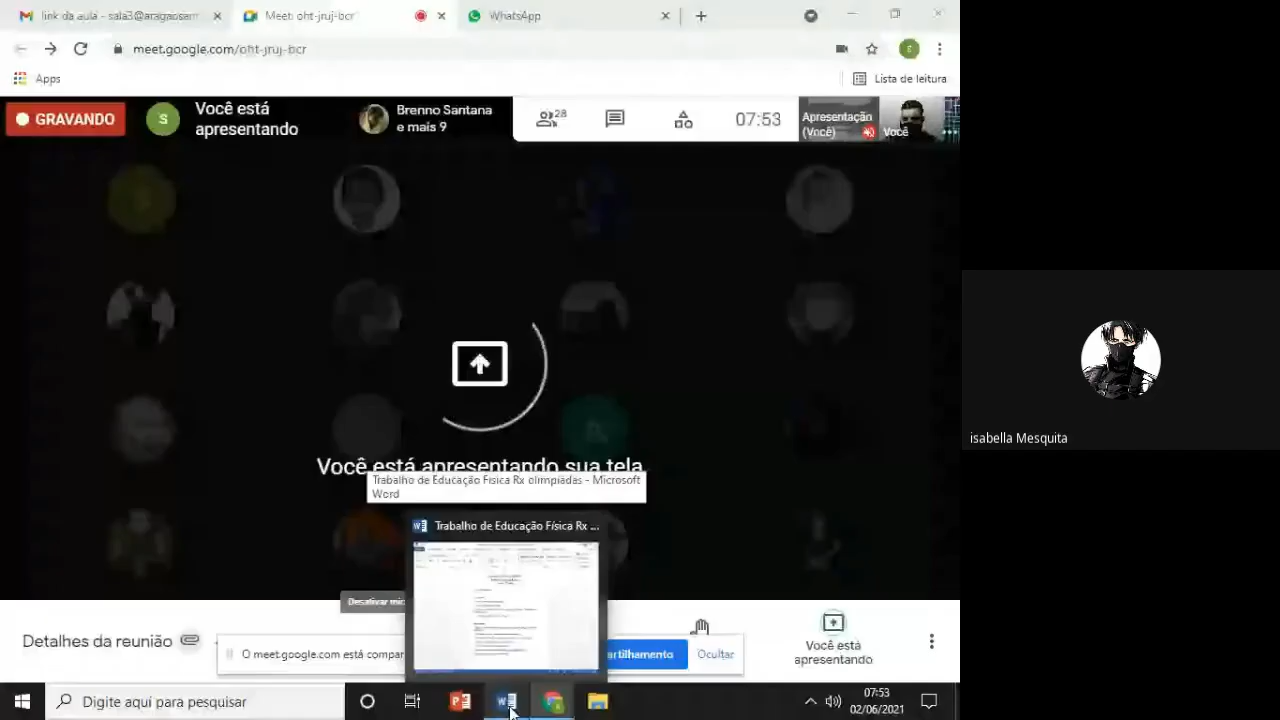 link da aula - sala3@aragaosam
Meet oht-jruj-bcr
WhatsApp
meet.google.com/oht-jruj-bcr
Apps
Lista de leitura
GRAVANDO
S
Você está
apresentando
Brenno Santana
e mais 9
28
07:53
Apresentação
(Você)
Você
Você está apresentando sua tela
Trabalho de Educação Física Rx olimpíadas - Microsoft
Word
Trabalho de Educação Física Rx ...
Desativar mic
isabella Mesquita
Detalhes da reunião
O meet.google.com está compar
artilhamento
Ocultar
Você está
apresentando
Digite aqui para pesquisar
07:53
02/06/2021